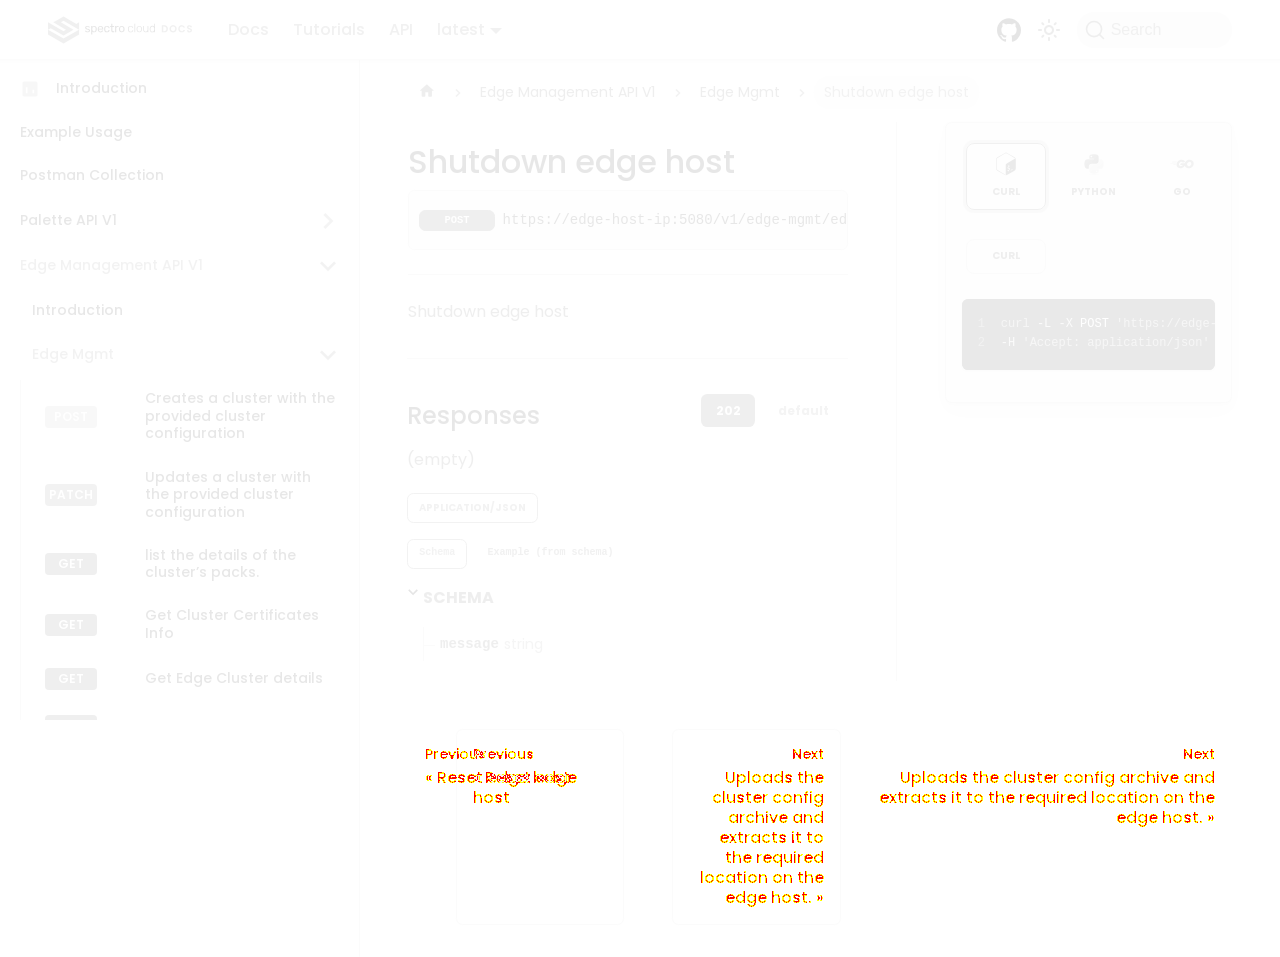 spectro cloud DOCS
Docs
Tutorials
API
latest
Search
Introduction
Example Usage
Postman Collection
Palette API V1
Edge Management API V1
Introduction
Edge Mgmt
POST Creates a cluster with the
provided cluster
configuration
PATCH Updates a cluster with
the provided cluster
configuration
GET list the details of the
cluster's packs.
GET Get Cluster Certificates
Info
GET Get Edge Cluster details
Edge Management API V1
Edge Mgmt
Shutdown edge host
Shutdown edge host
POST https://edge-host-ip:5080/v1/edge-mgmt/ed
Shutdown edge host
Responses
202
default
(empty)
APPLICATION/JSON
Schema
Example (from schema)
SCHEMA
message string
CURL
PYTHON
GO
CURL
1 curl -L -X POST 'https://edge-
2 -H 'Accept: application/json'
Previous
« Reset
Previous
host
Next
Uploads the
cluster config
archive and
extracts it to
the required
location on the
edge host. »
Next
Uploads the cluster config archive and
extracts it to the required location on the
edge host. »